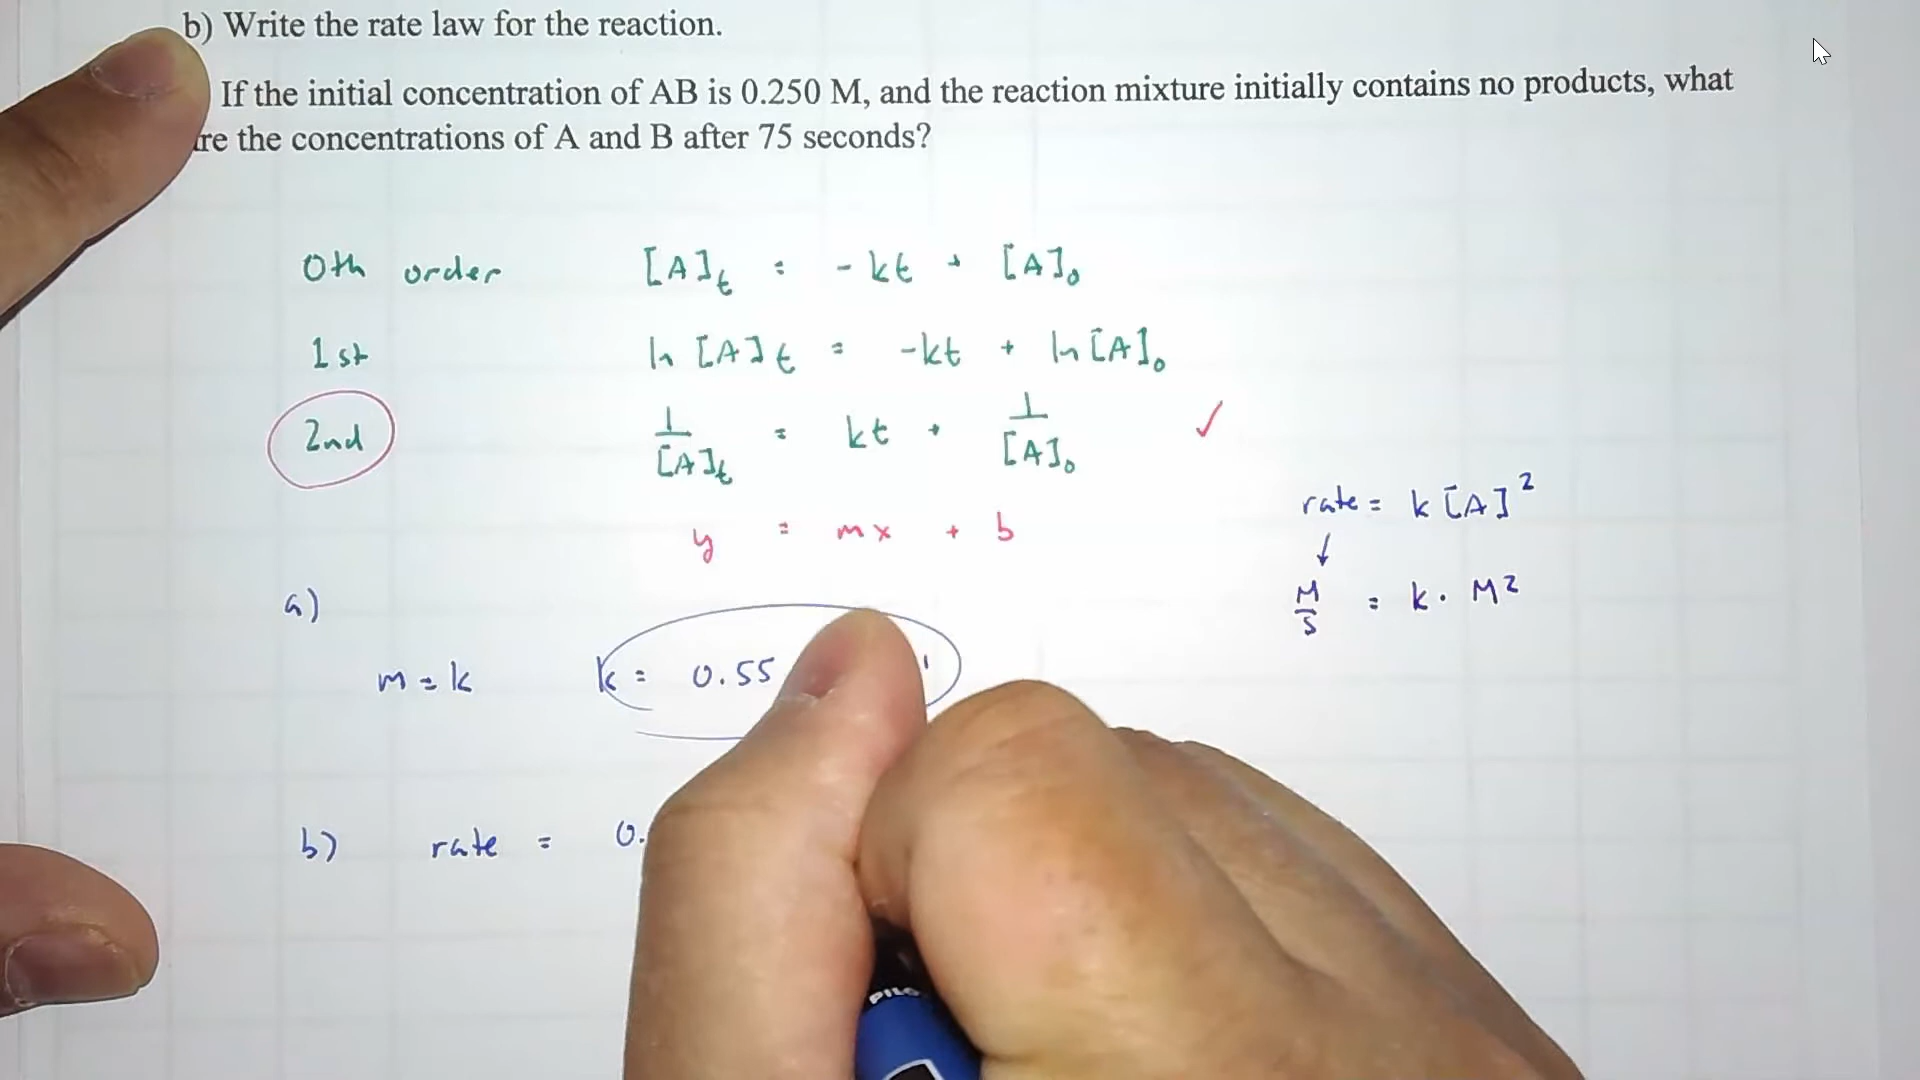 b) Write the rate law for the reaction.
If the initial concentration of AB is 0.250 M, and the reaction mixture initially contains no products, what
re the concentrations of A and B after 75 seconds?
0th order [A]t = -kt + [A]0
1st ln [A]t = -kt + ln [A]0
2nd 1/[A]t = kt + 1/[A]0 ✓
y = mx + b
rate = k [A]²
↓
M/s = k · M²
a)
m = k k = 0.55
b) rate = 0.
PILO